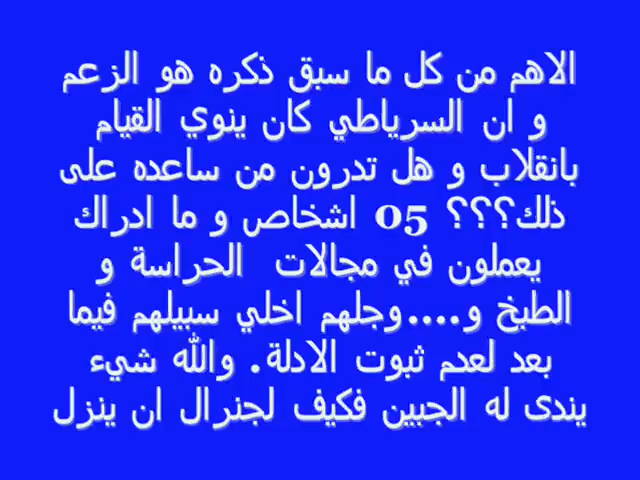 الاهم من كل ما سبق ذكره هو الزعم
و ان السرياطي كان ينوي القيام
بانقلاب و هل تدرون من ساعده على
ذلك؟؟؟ 05 اشخاص و ما ادراك
يعملون في مجالات الحراسة و
الطبخ و....وجلهم اخلي سبيلهم فيما
بعد لعدم ثبوت الادلة. والله شيء
يندى له الجبين فكيف لجنرال ان ينزل